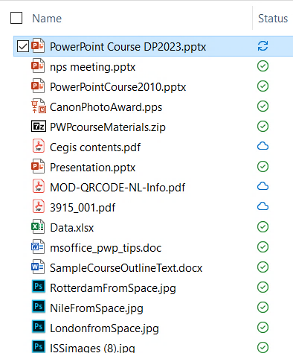 Name Status
PowerPoint Course DP2023.pptx
nps meeting.pptx
PowerPointCourse2010.pptx
CanonPhotoAward.pps
PWPcourseMaterials.zip
Cegis contents.pdf
Presentation.pptx
MOD-QRCODE-NL-Info.pdf
3915_001.pdf
Data.xlsx
msoffice_pwp_tips.doc
SampleCourseOutlineText.docx
RotterdamFromSpace.jpg
NileFromSpace.jpg
LondonfromSpace.jpg
ISSimages (8).jpg